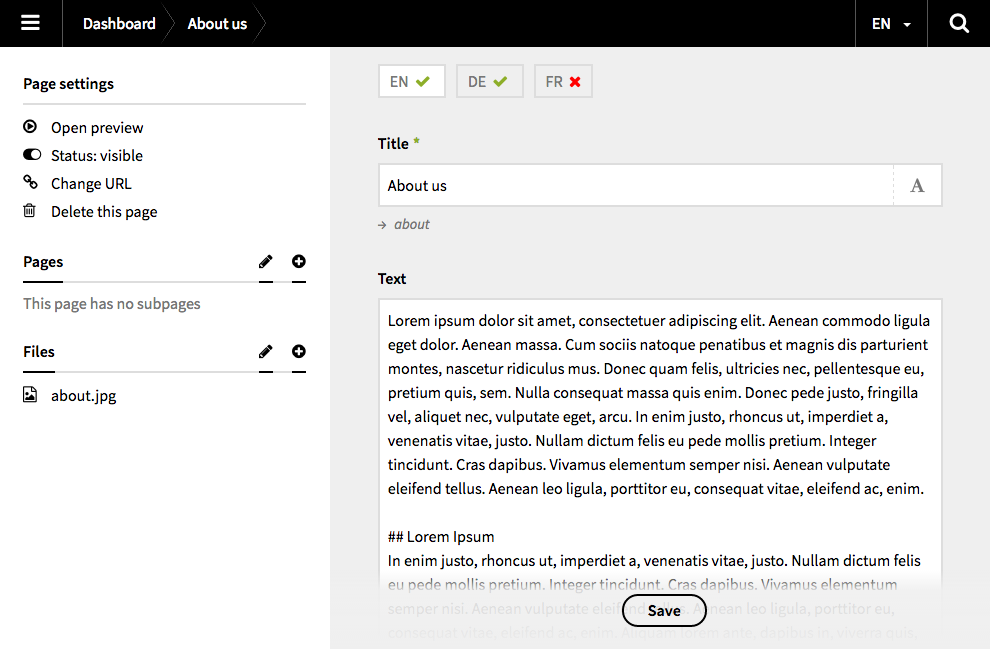 Dashboard About us EN
Page settings
Open preview
Status: visible
Change URL
Delete this page
Pages
This page has no subpages
Files
about.jpg
EN DE FR
Title *
About us A
→ about
Text
Lorem ipsum dolor sit amet, consectetuer adipiscing elit. Aenean commodo ligula
eget dolor. Aenean massa. Cum sociis natoque penatibus et magnis dis parturient
montes, nascetur ridiculus mus. Donec quam felis, ultricies nec, pellentesque eu,
pretium quis, sem. Nulla consequat massa quis enim. Donec pede justo, fringilla
vel, aliquet nec, vulputate eget, arcu. In enim justo, rhoncus ut, imperdiet a,
venenatis vitae, justo. Nullam dictum felis eu pede mollis pretium. Integer
tincidunt. Cras dapibus. Vivamus elementum semper nisi. Aenean vulputate
eleifend tellus. Aenean leo ligula, porttitor eu, consequat vitae, eleifend ac, enim.
## Lorem Ipsum
In enim justo, rhoncus ut, imperdiet a, venenatis vitae, justo. Nullam dictum felis
eu pede mollis pretium. Integer tincidunt. Cras dapibus. Vivamus elementum
semper nisi. Aenean vulputate Aenean leo ligula, porttitor eu,
Save
consequat vitae, eleifend ac, enim. Aliquam lorem ante, dapibus in, viverra quis,